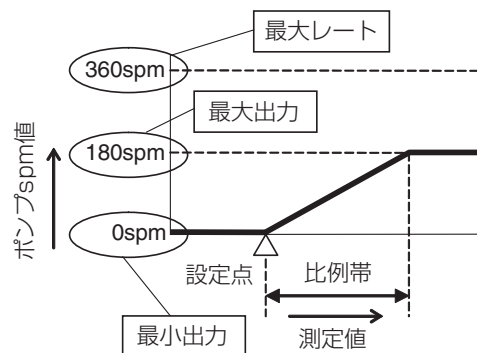 最大レート
360spm
最大出力
180spm
ポンプspm値
0spm
設定点
比例帯
最小出力
測定値